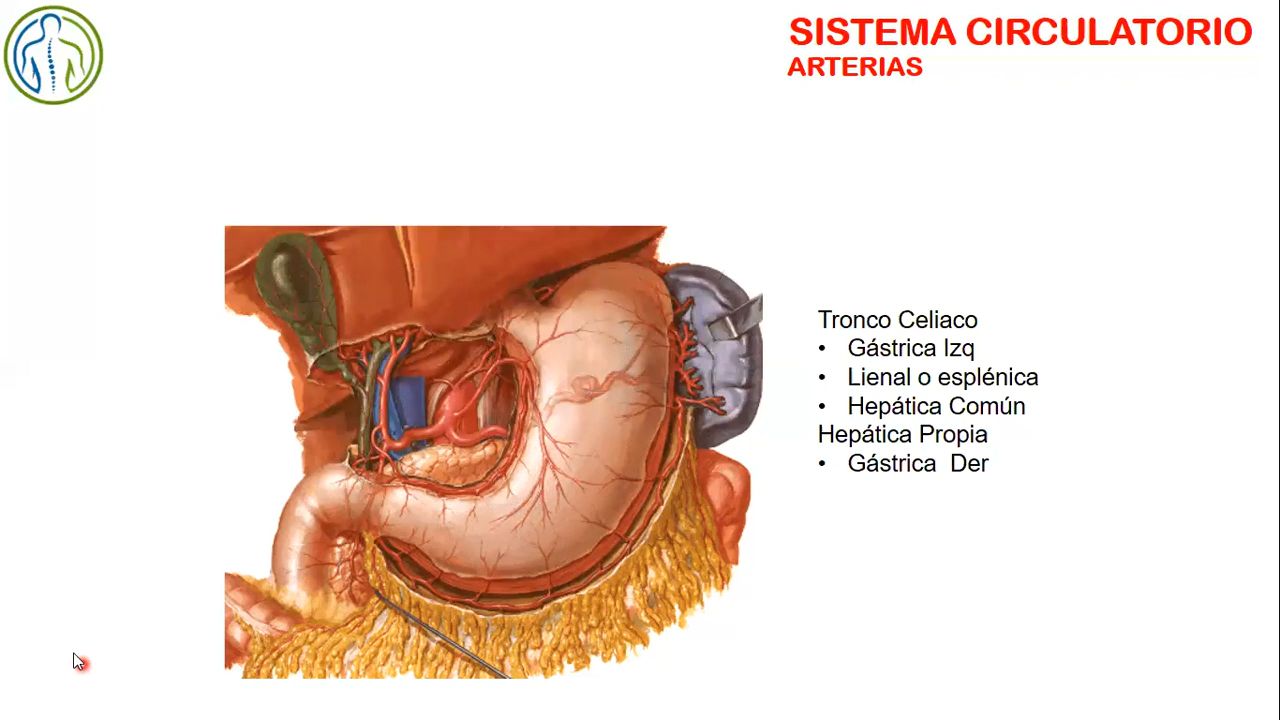 SISTEMA CIRCULATORIO
ARTERIAS
Tronco Celiaco
• Gástrica Izq
• Lienal o esplénica
• Hepática Común
Hepática Propia
• Gástrica Der